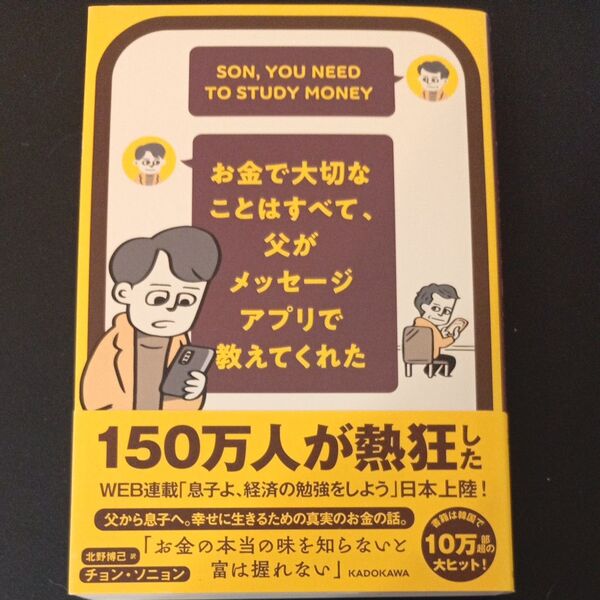 SON, YOU NEED
TO STUDY MONEY
お金で大切な
ことはすべて、
父が
メッセージ
アプリで
教えてくれた
150万人が熱狂した
WEB連載「息子よ、経済の勉強をしよう」日本上陸!
父から息子へ。幸せに生きるための真実のお金の話。
「お金の本当の味を知らないと
富は握れない」
北野博己 訳
チョン・ソニョン
KADOKAWA
書籍は韓国で
10万部超の
大ヒット!